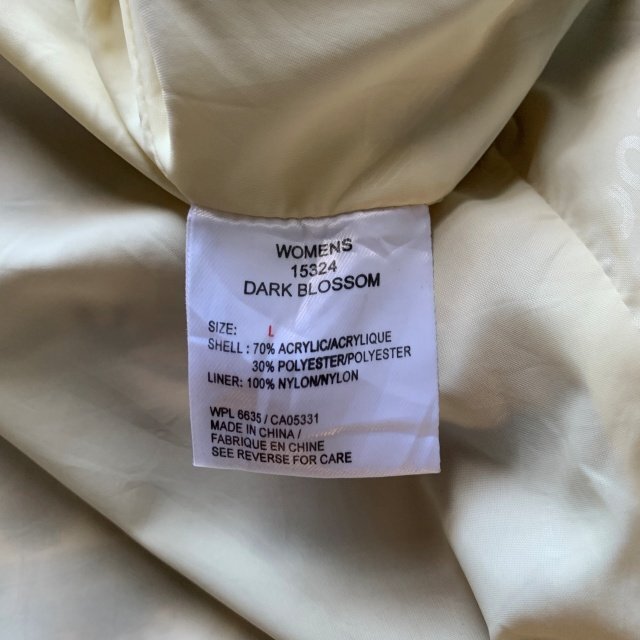 WOMENS
15324
DARK BLOSSOM
SIZE: L
SHELL : 70% ACRYLIC/ACRYLIQUE
30% POLYESTER/POLYESTER
LINER: 100% NYLON/NYLON
WPL 6635 / CA05331
MADE IN CHINA /
FABRIQUE EN CHINE
SEE REVERSE FOR CARE